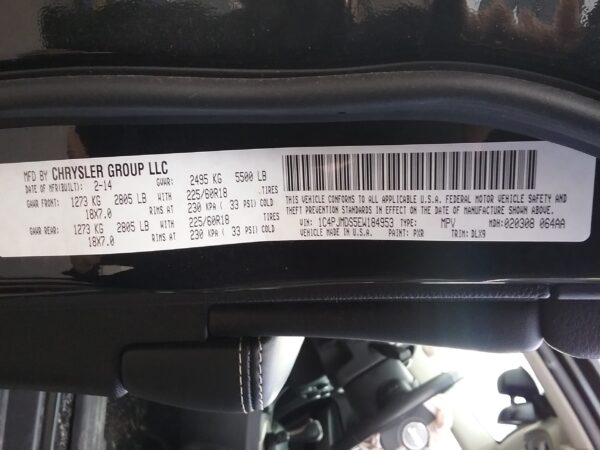 MFD BY CHRYSLER GROUP LLC
DATE OF MFR(BUILT): 2-14 GVWR: 2495 KG 5500 LB
GAWR FRONT: 1273 KG 2805 LB WITH 225/60R18 .TIRES
18X7.0 RIMS AT 230 KPA ( 33 PSI) COLD
GAWR REAR: 1273 KG 2805 LB WITH 225/60R18 TIRES
18X7.0 RIMS AT 230 KPA ( 33 PSI) COLD
THIS VEHICLE CONFORMS TO ALL APPLICABLE U.S.A. FEDERAL MOTOR VEHICLE SAFETY AND
THEFT PREVENTION STANDARDS IN EFFECT ON THE DATE OF MANUFACTURE SHOWN ABOVE.
VIN: 1C4PJMDS5EW184953 TYPE: MPV MDH: 020308 064AA
VEHICLE MADE IN U.S.A. PAINT: PXR TRIM: DLX9